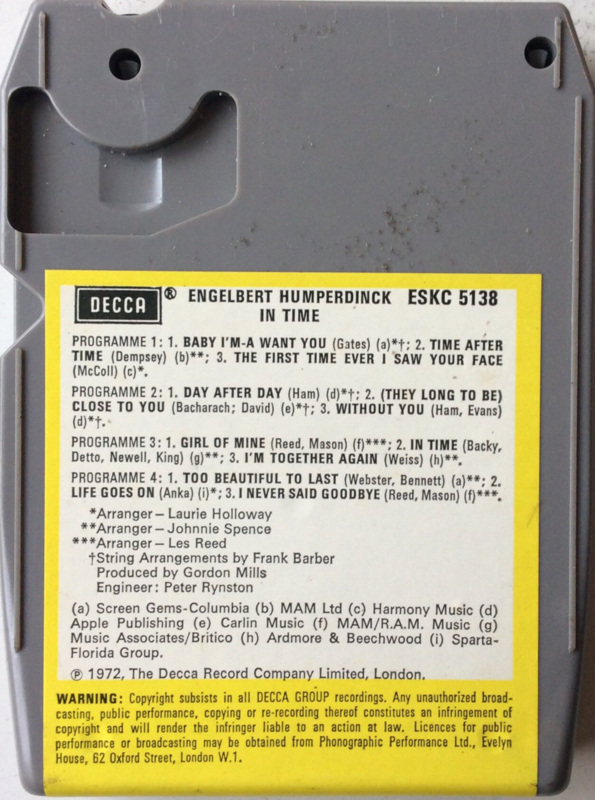 DECCA ® ENGELBERT HUMPERDINCK ESKC 5138
IN TIME
PROGRAMME 1: 1. BABY I'M-A WANT YOU (Gates) (a)*†; 2. TIME AFTER
TIME (Dempsey) (b)**; 3. THE FIRST TIME EVER I SAW YOUR FACE
(McColl) (c)*.
PROGRAMME 2: 1. DAY AFTER DAY (Ham) (d)*†; 2. (THEY LONG TO BE)
CLOSE TO YOU (Bacharach; David) (e)*†; 3. WITHOUT YOU (Ham, Evans)
(d)*†.
PROGRAMME 3: 1. GIRL OF MINE (Reed, Mason) (f)***; 2. IN TIME (Backy,
Detto, Newell, King) (g)**; 3. I'M TOGETHER AGAIN (Weiss) (h)**.
PROGRAMME 4: 1. TOO BEAUTIFUL TO LAST (Webster, Bennett) (a)**; 2.
LIFE GOES ON (Anka) (i)*; 3. I NEVER SAID GOODBYE (Reed, Mason) (f)***.
*Arranger – Laurie Holloway
**Arranger – Johnnie Spence
***Arranger – Les Reed
†String Arrangements by Frank Barber
Produced by Gordon Mills
Engineer: Peter Rynston
(a) Screen Gems-Columbia (b) MAM Ltd (c) Harmony Music (d)
Apple Publishing (e) Carlin Music (f) MAM/R.A.M. Music (g)
Music Associates/Britico (h) Ardmore & Beechwood (i) Sparta-
Florida Group.
℗ 1972, The Decca Record Company Limited, London.
WARNING: Copyright subsists in all DECCA GROUP recordings. Any unauthorized broad-
casting, public performance, copying or re-recording thereof constitutes an infringement of
copyright and will render the infringer liable to an action at law. Licences for public
performance or broadcasting may be obtained from Phonographic Performance Ltd., Evelyn
House, 62 Oxford Street, London W.1.